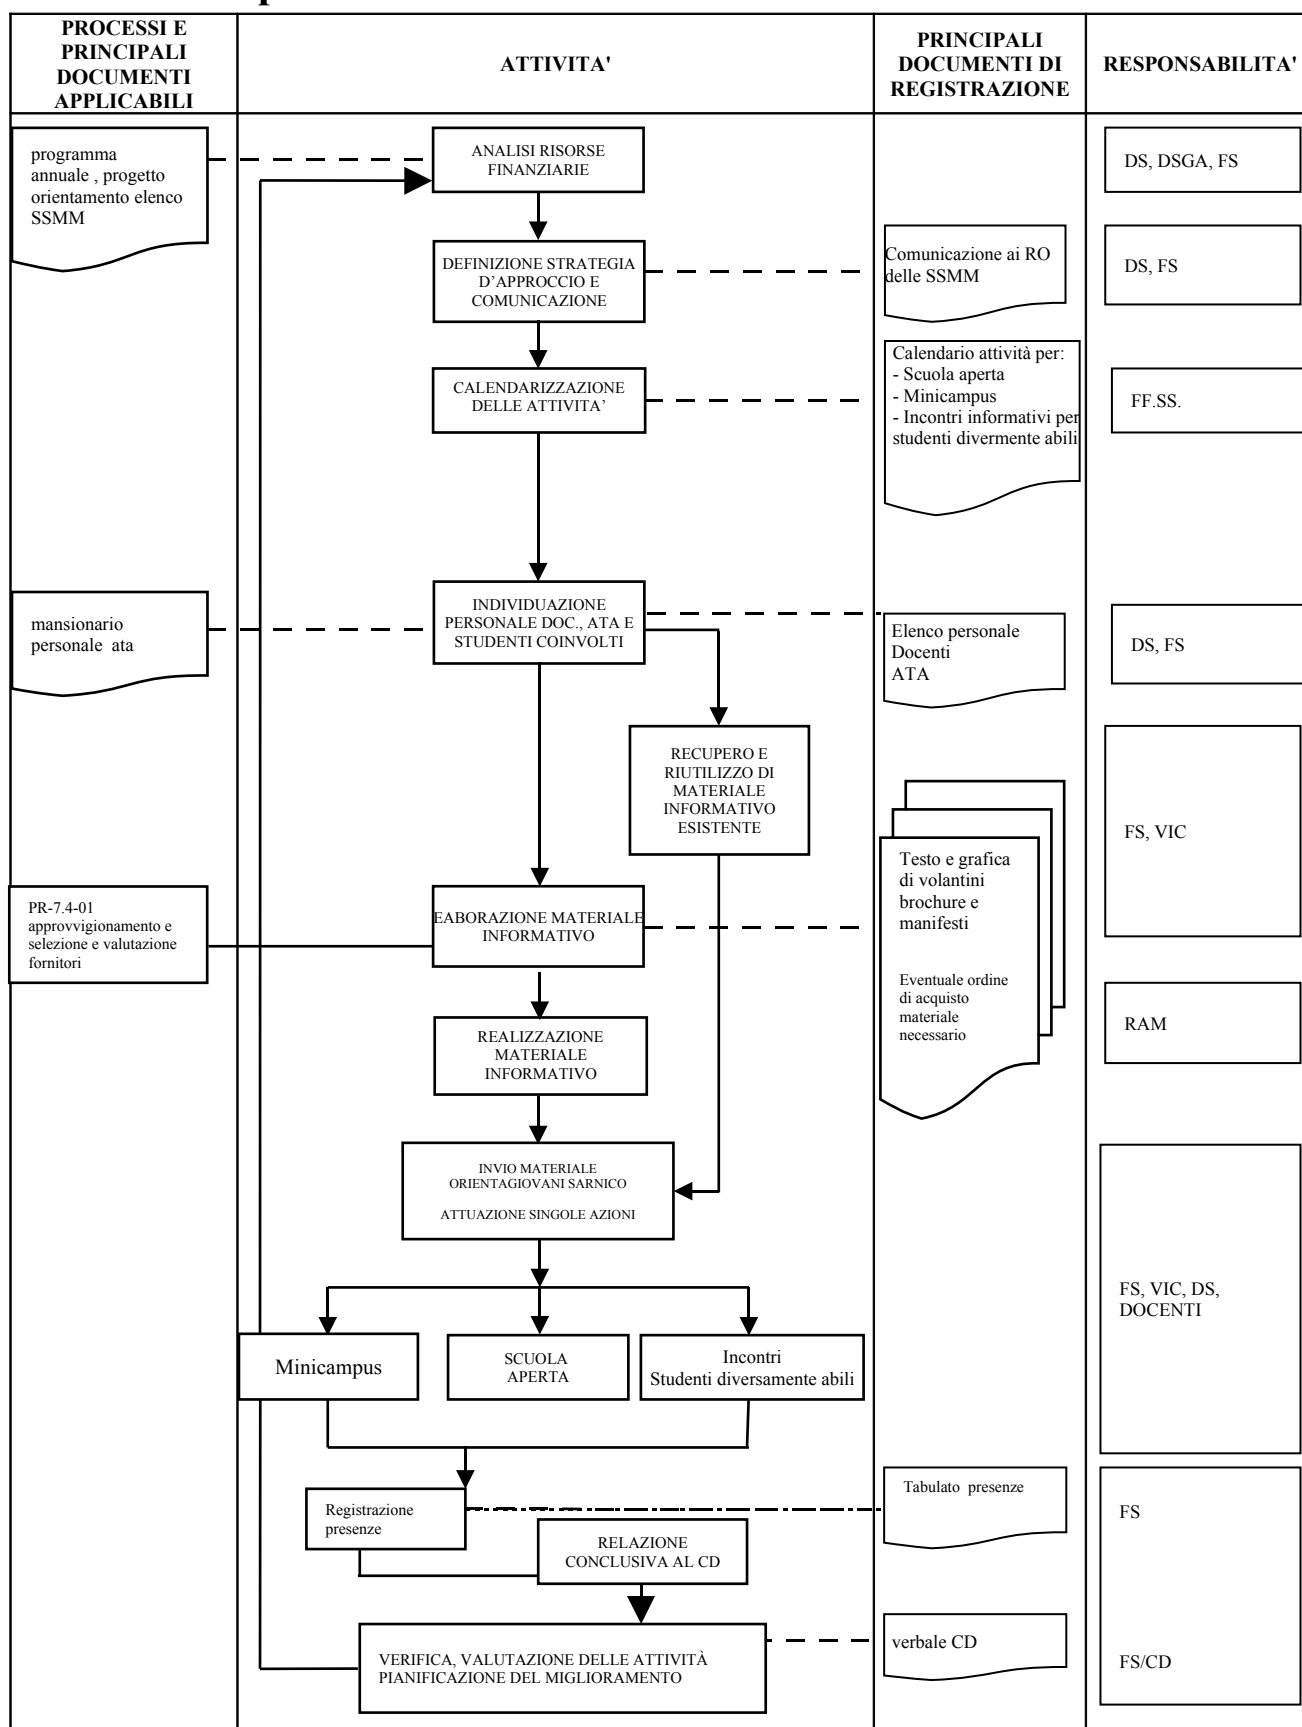 PROCESSI E
PRINCIPALI
DOCUMENTI
APPLICABILI
ATTIVITA'
PRINCIPALI
DOCUMENTI DI
REGISTRAZIONE
RESPONSABILITA'
programma
annuale , progetto
orientamento elenco
SSMM
ANALISI RISORSE
FINANZIARIE
DS, DSGA, FS
DEFINIZIONE STRATEGIA
D'APPROCCIO E
COMUNICAZIONE
Comunicazione ai RO
delle SSMM
DS, FS
CALENDARIZZAZIONE
DELLE ATTIVITA'
Calendario attività per:
- Scuola aperta
- Minicampus
- Incontri informativi per
studenti divermente abili
FF.SS.
mansionario
personale ata
INDIVIDUAZIONE
PERSONALE DOC., ATA E
STUDENTI COINVOLTI
Elenco personale
Docenti
ATA
DS, FS
RECUPERO E
RIUTILIZZO DI
MATERIALE
INFORMATIVO
ESISTENTE
FS, VIC
PR-7.4-01
approvvigionamento e
selezione e valutazione
fornitori
EABORAZIONE MATERIALE
INFORMATIVO
Testo e grafica
di volantini
brochure e
manifesti
Eventuale ordine
di acquisto
materiale
necessario
RAM
REALIZZAZIONE
MATERIALE
INFORMATIVO
INVIO MATERIALE
ORIENTAGIOVANI SARNICO
ATTUAZIONE SINGOLE AZIONI
FS, VIC, DS,
DOCENTI
Minicampus
SCUOLA
APERTA
Incontri
Studenti diversamente abili
Registrazione
presenze
Tabulato presenze
FS
RELAZIONE
CONCLUSIVA AL CD
VERIFICA, VALUTAZIONE DELLE ATTIVITÀ
PIANIFICAZIONE DEL MIGLIORAMENTO
verbale CD
FS/CD